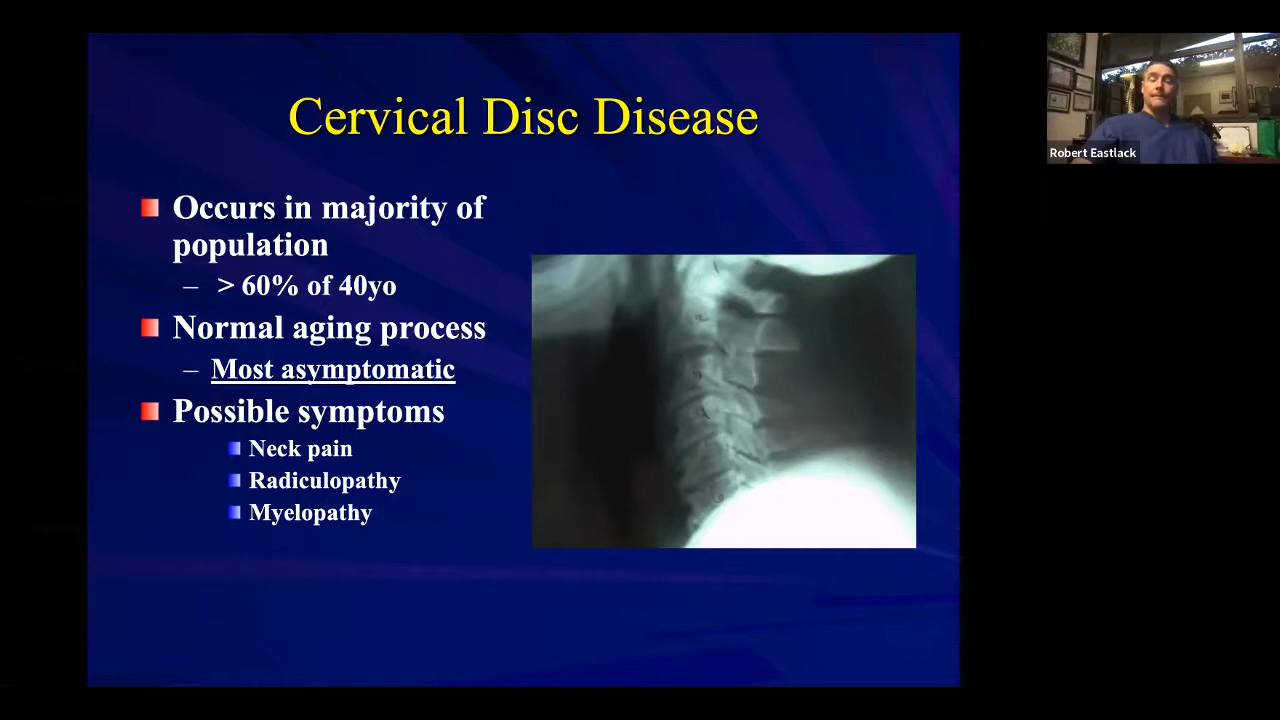 Cervical Disc Disease
Occurs in majority of
population
– > 60% of 40yo
Normal aging process
– Most asymptomatic
Possible symptoms
Neck pain
Radiculopathy
Myelopathy
Robert Eastlack